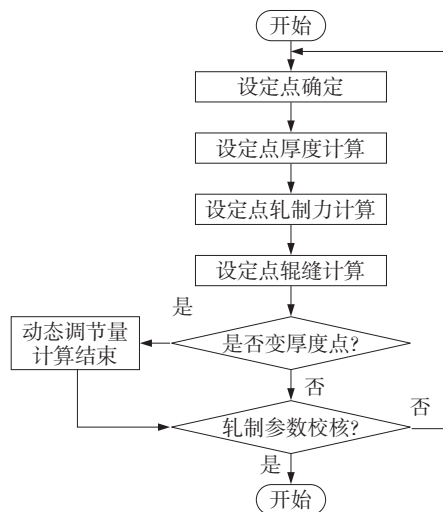 开始
设定点确定
设定点厚度计算
设定点轧制力计算
设定点辊缝计算
是
动态调节量
计算结束
是否变厚度点?
否
否
轧制参数校核?
是
开始